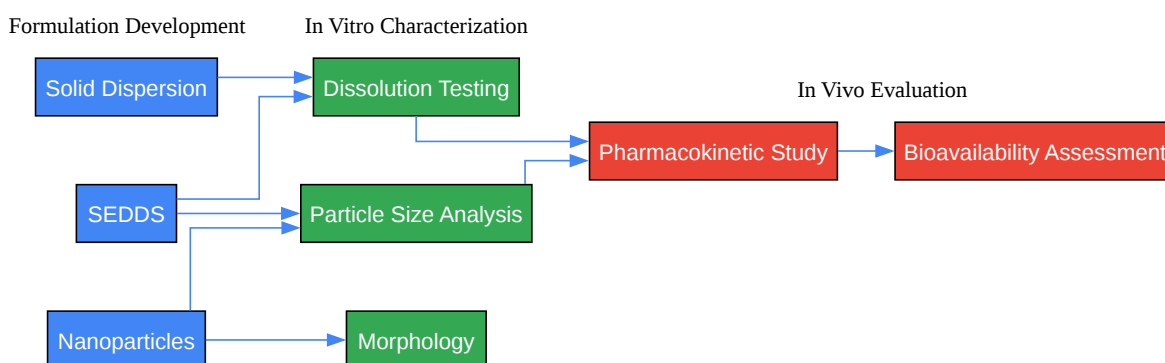 Formulation Development
In Vitro Characterization
Solid Dispersion
Dissolution Testing
In Vivo Evaluation
Pharmacokinetic Study
Bioavailability Assessment
SEDDS
Particle Size Analysis
Nanoparticles
Morphology